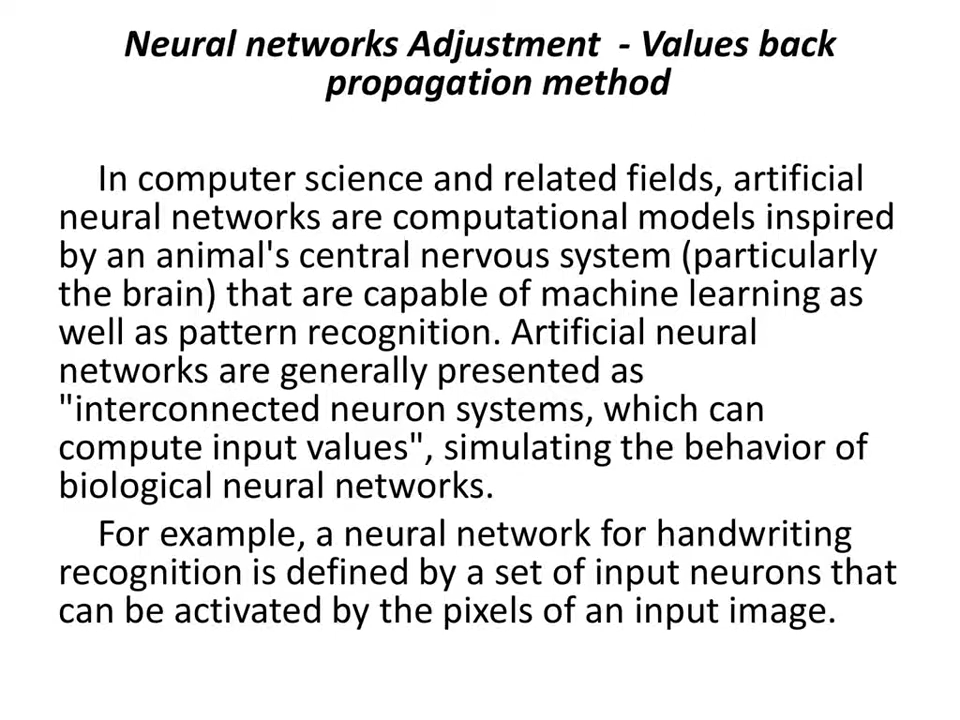 Neural networks Adjustment - Values back
propagation method
In computer science and related fields, artificial
neural networks are computational models inspired
by an animal's central nervous system (particularly
the brain) that are capable of machine learning as
well as pattern recognition. Artificial neural
networks are generally presented as
"interconnected neuron systems, which can
compute input values", simulating the behavior of
biological neural networks.
For example, a neural network for handwriting
recognition is defined by a set of input neurons that
can be activated by the pixels of an input image.